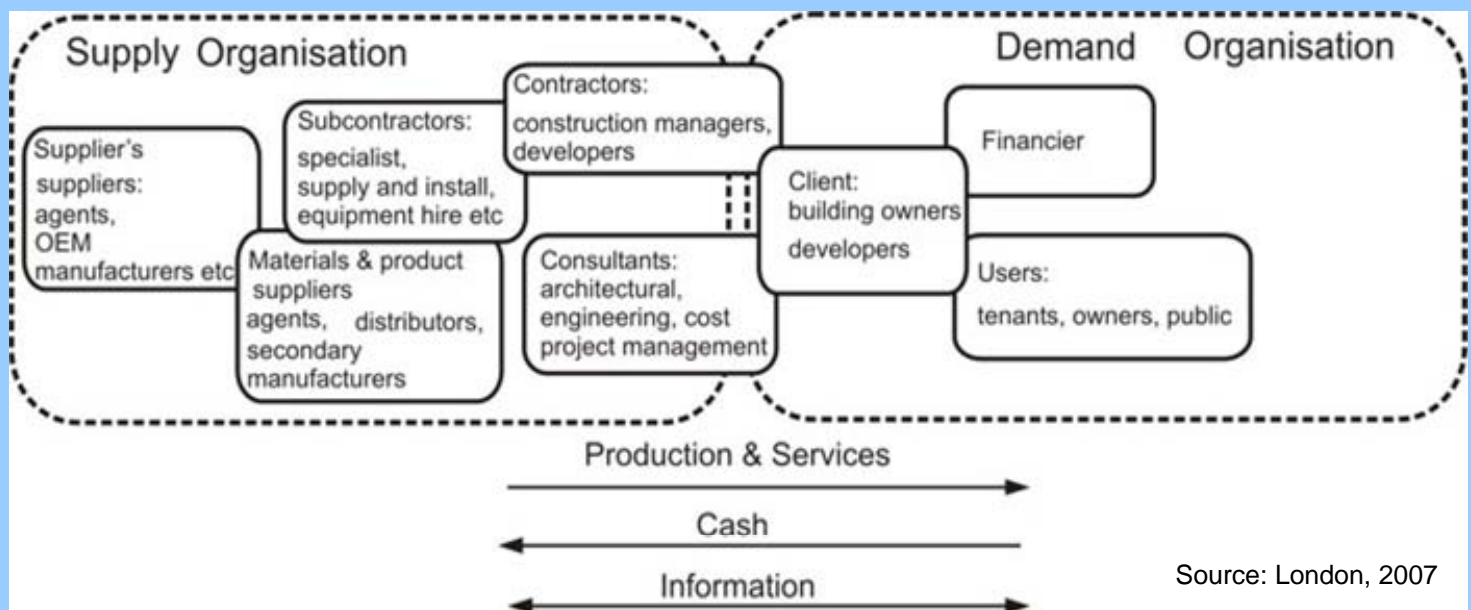 Supply Organisation
Demand Organisation
Supplier's
suppliers:
agents,
OEM
manufacturers etc
Subcontractors:
specialist,
supply and install,
equipment hire etc
Materials & product
suppliers
agents, distributors,
secondary
manufacturers
Contractors:
construction managers,
developers
Consultants:
architectural,
engineering, cost
project management
Client:
building owners
developers
Financier
Users:
tenants, owners, public
Production & Services
Cash
Information
Source: London, 2007